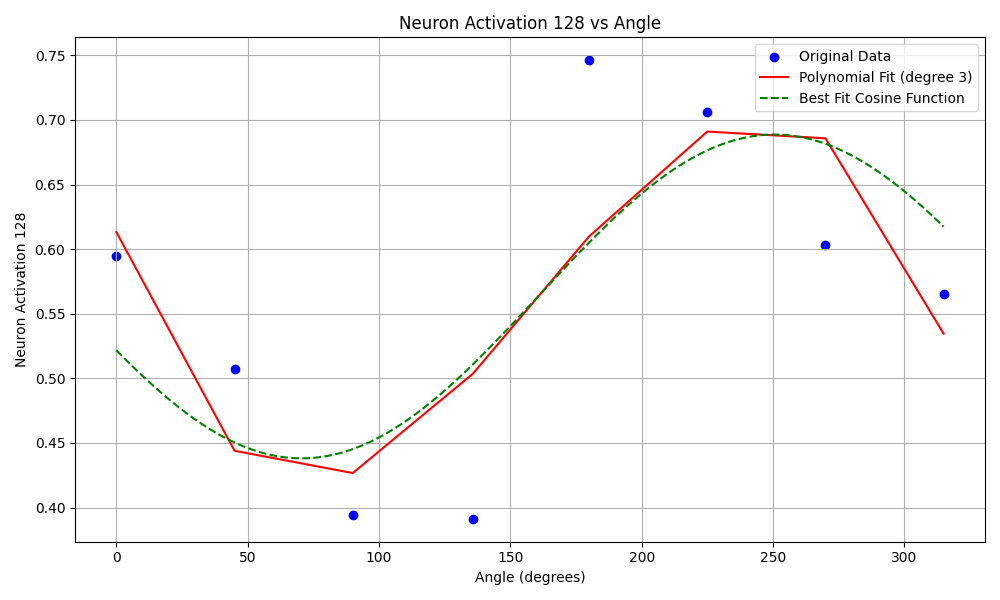 Neuron Activation 128 vs Angle
Original Data
Polynomial Fit (degree 3)
Best Fit Cosine Function
Neuron Activation 128
0.75
0.70
0.65
0.60
0.55
0.50
0.45
0.40
0 50 100 150 200 250 300
Angle (degrees)